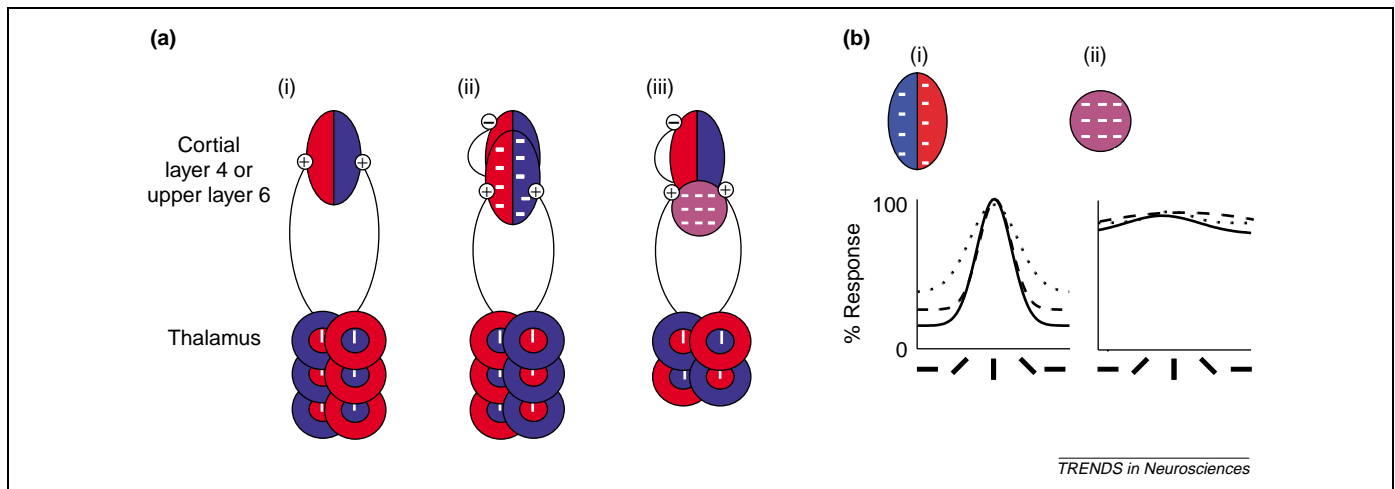 (a)
(i)
(ii)
(iii)
Cortial
layer 4 or
upper layer 6
Thalamus
(b)
(i)
(ii)
% Response
100
0
TRENDS in Neurosciences